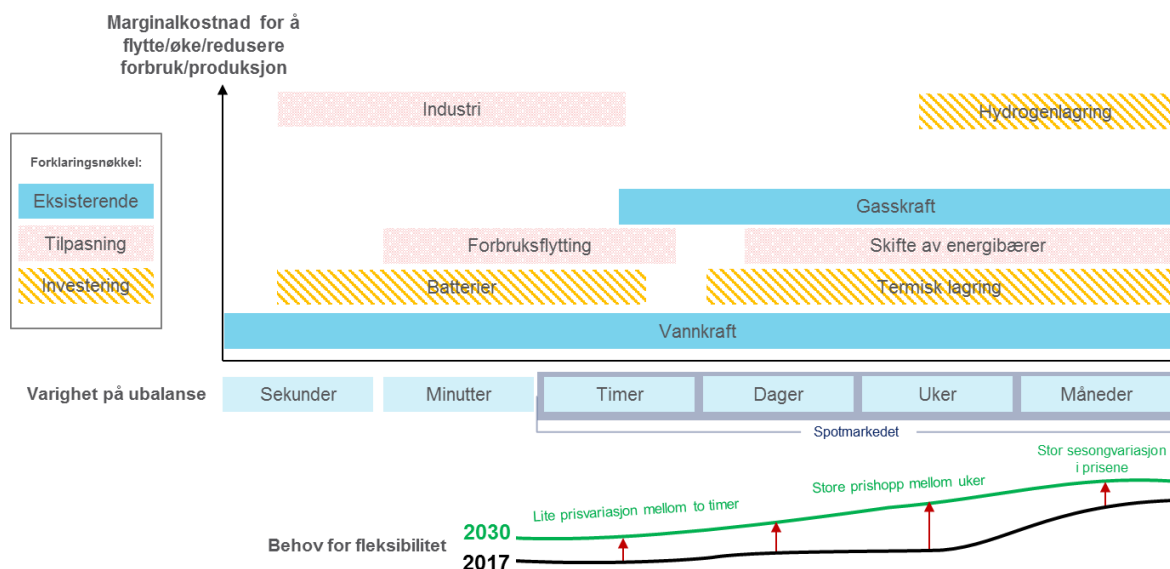 Marginalkostnad for å
flytte/øke/redusere
forbruk/produksjon
Industri
Hydrogenlagring
Forklaringsnøkkel:
Eksisterende
Tilpasning
Investering
Gasskraft
Forbruksflytting
Skifte av energibærer
Batterier
Termisk lagring
Vannkraft
Varighet på ubalanse
Sekunder
Minutter
Timer
Dager
Uker
Måneder
Spotmarkedet
Stor sesongvariasjon
i prisene
Store prishopp mellom uker
Lite prisvariasjon mellom to timer
2030
Behov for fleksibilitet
2017